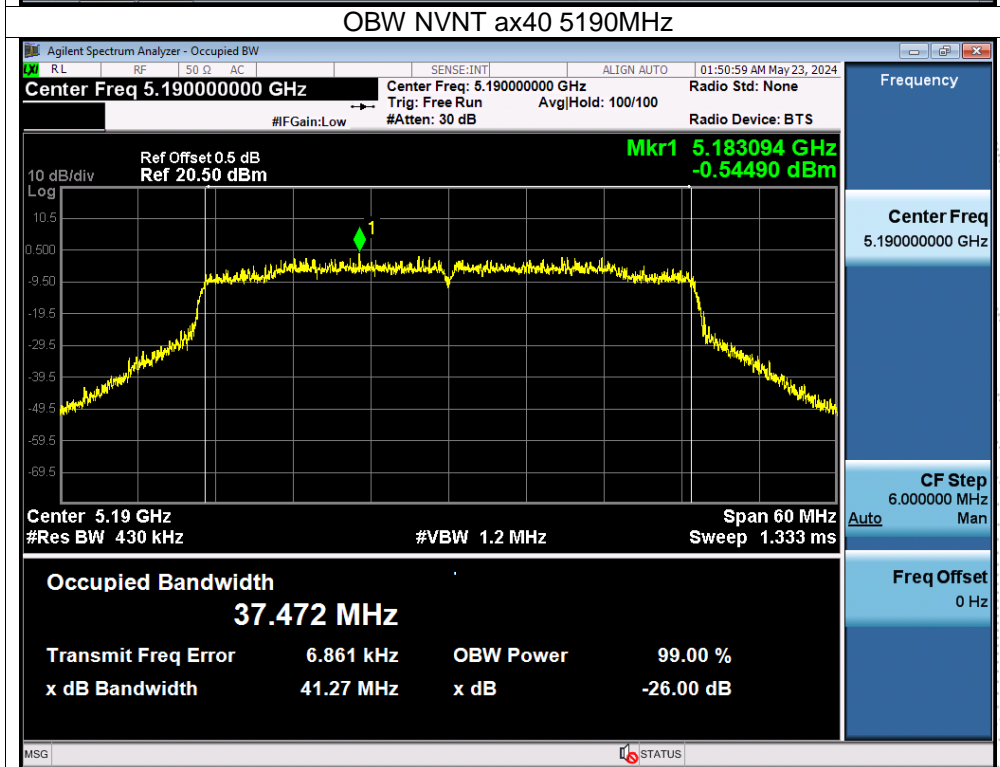 OBW NVNT ax40 5190MHz
Agilent Spectrum Analyzer - Occupied BW
LXI RL RF 50 Ω AC SENSE:INT ALIGN AUTO 01:50:59 AM May 23, 2024
Center Freq 5.190000000 GHz
Center Freq: 5.190000000 GHz Radio Std: None
Trig: Free Run Avg|Hold: 100/100
#IFGain:Low #Atten: 30 dB Radio Device: BTS
Frequency
Mkr1 5.183094 GHz
-0.54490 dBm
Ref Offset 0.5 dB
10 dB/div Ref 20.50 dBm
Log
10.5
0.500
-9.50
-19.5
-29.5
-39.5
-49.5
-59.5
-69.5
1
Center 5.19 GHz Span 60 MHz
#Res BW 430 kHz #VBW 1.2 MHz Sweep 1.333 ms
Center Freq
5.190000000 GHz
CF Step
6.000000 MHz
Auto Man
Freq Offset
0 Hz
Occupied Bandwidth
37.472 MHz
Transmit Freq Error 6.861 kHz OBW Power 99.00 %
x dB Bandwidth 41.27 MHz x dB -26.00 dB
MSG STATUS